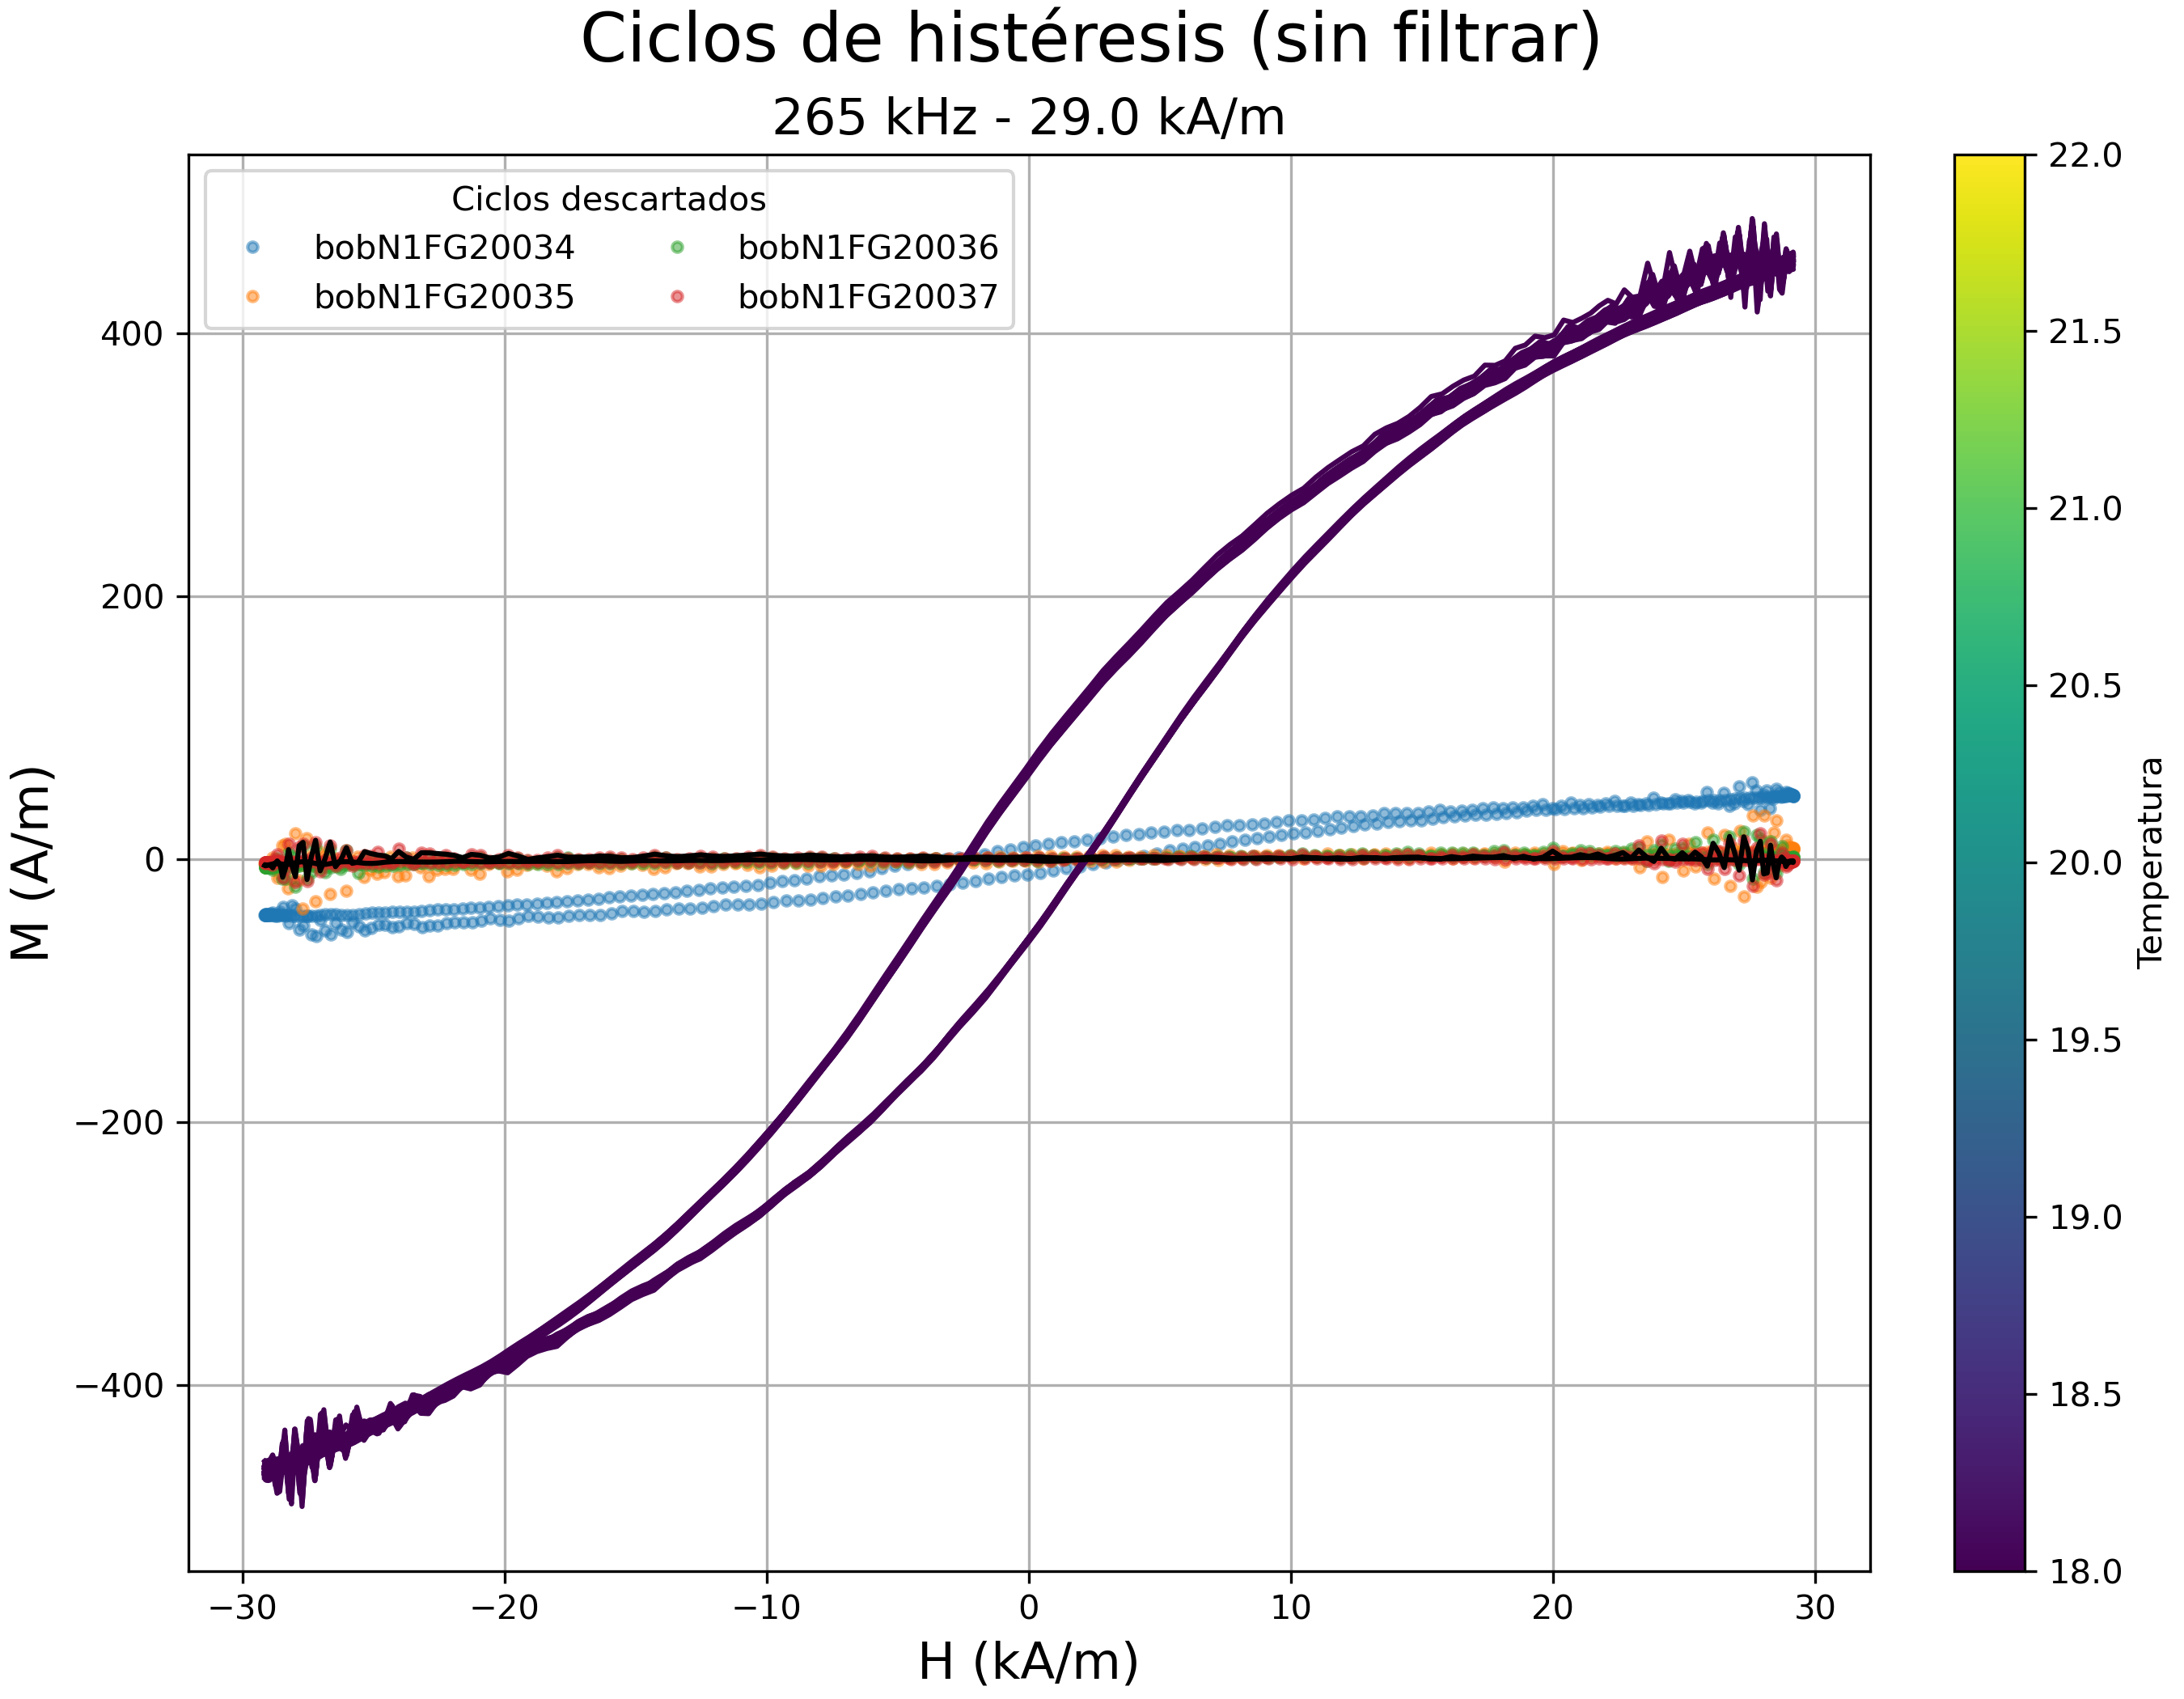 Ciclos de histéresis (sin filtrar)
265 kHz - 29.0 kA/m
Ciclos descartados
bobN1FG20034
bobN1FG20035
bobN1FG20036
bobN1FG20037
400
200
0
−200
−400
M (A/m)
−30
−20
−10
0
10
20
30
H (kA/m)
22.0
21.5
21.0
20.5
20.0
19.5
19.0
18.5
18.0
Temperatura